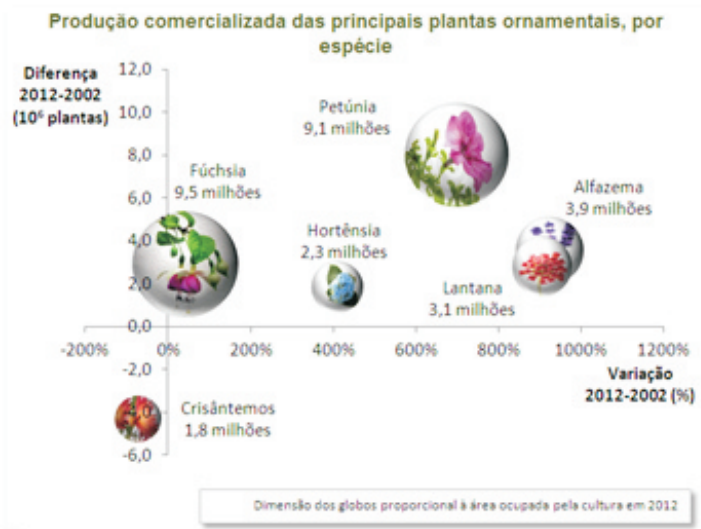 Produção comercializada das principais plantas ornamentais, por
espécie
Diferença
2012-2002
(10⁶ plantas)
12,0
10,0
8,0
6,0
4,0
2,0
0,0
-2,0
-4,0
-6,0
Petúnia
9,1 milhões
Fúchsia
9,5 milhões
Alfazema
3,9 milhões
Hortênsia
2,3 milhões
Lantana
3,1 milhões
-200%
0%
200%
400%
600%
800%
1000%
1200%
Variação
2012-2002 (%)
Crisântemos
1,8 milhões
Dimensão dos globos proporcional à área ocupada pela cultura em 2012